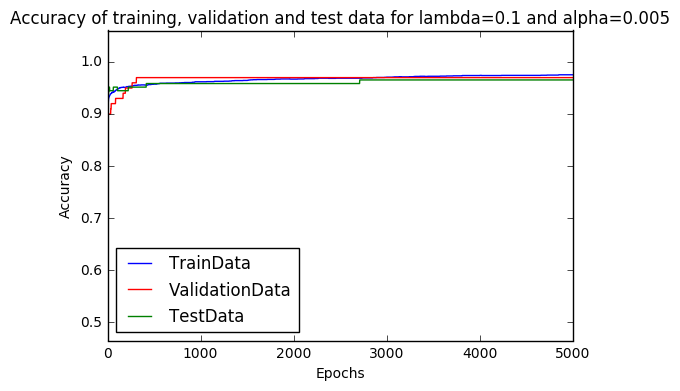 Accuracy of training, validation and test data for lambda=0.1 and alpha=0.005
1.0
0.9
0.8
0.7
0.6
0.5
Accuracy
TrainData
ValidationData
TestData
0 1000 2000 3000 4000 5000
Epochs